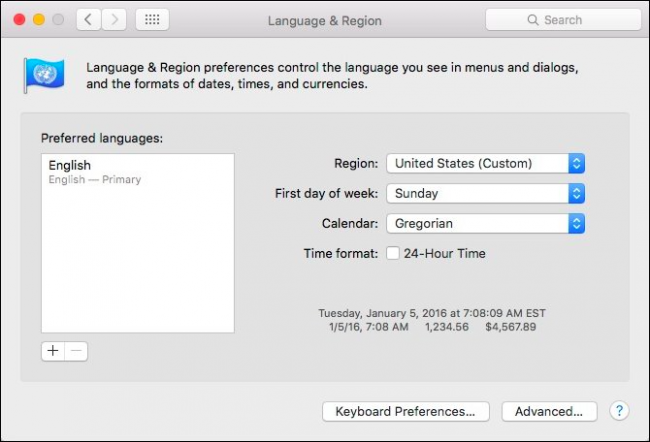 Language & Region
Search
Language & Region preferences control the language you see in menus and dialogs,
and the formats of dates, times, and currencies.
Preferred languages:
English
English — Primary
Region: United States (Custom)
First day of week: Sunday
Calendar: Gregorian
Time format: 24-Hour Time
Tuesday, January 5, 2016 at 7:08:09 AM EST
1/5/16, 7:08 AM 1,234.56 $4,567.89
+ −
Keyboard Preferences... Advanced... ?